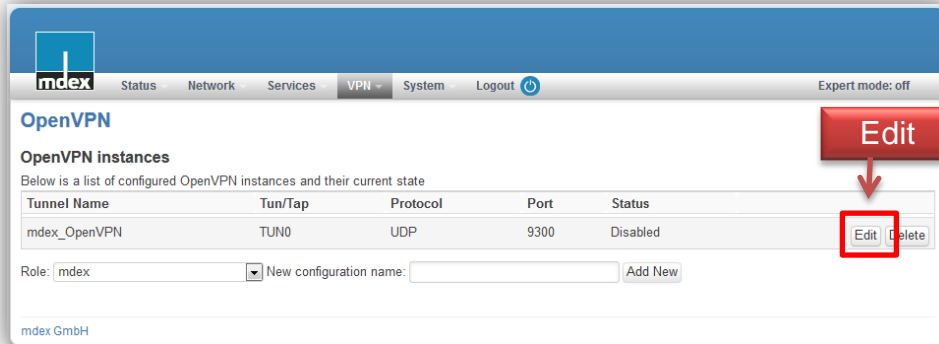 mdex Status Network Services VPN System Logout Expert mode: off
OpenVPN
Edit
OpenVPN instances
Below is a list of configured OpenVPN instances and their current state
Tunnel Name Tun/Tap Protocol Port Status
mdex_OpenVPN TUN0 UDP 9300 Disabled Edit Delete
Role: mdex New configuration name: Add New
mdex GmbH